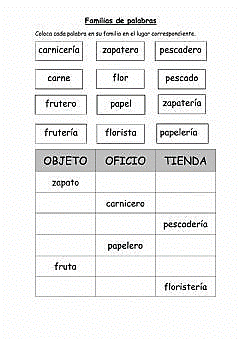 Familias de palabras
Coloca cada palabra en su familia en el lugar correspondiente.
carnicería zapatero pescadero
carne flor pescado
frutero papel zapatería
frutería florista papelería
OBJETO OFICIO TIENDA
zapato
carnicero
pescadería
papelero
fruta
floristería